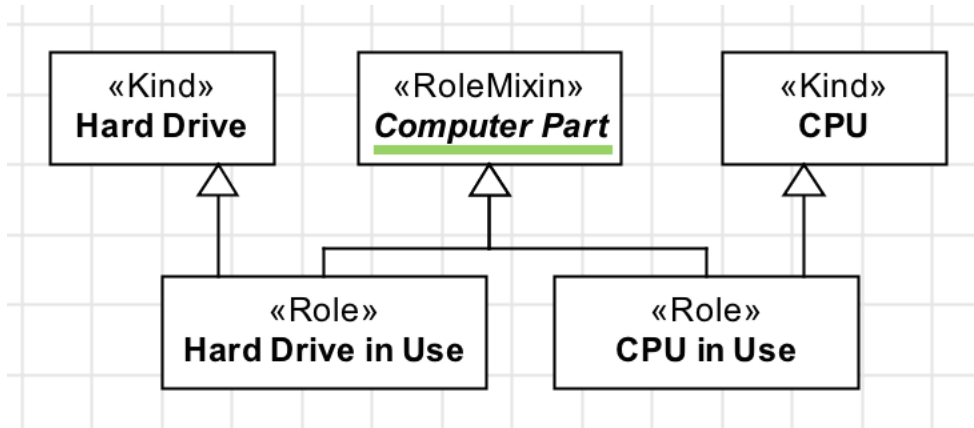 «Kind»
Hard Drive
«RoleMixin»
Computer Part
«Kind»
CPU
«Role»
Hard Drive in Use
«Role»
CPU in Use